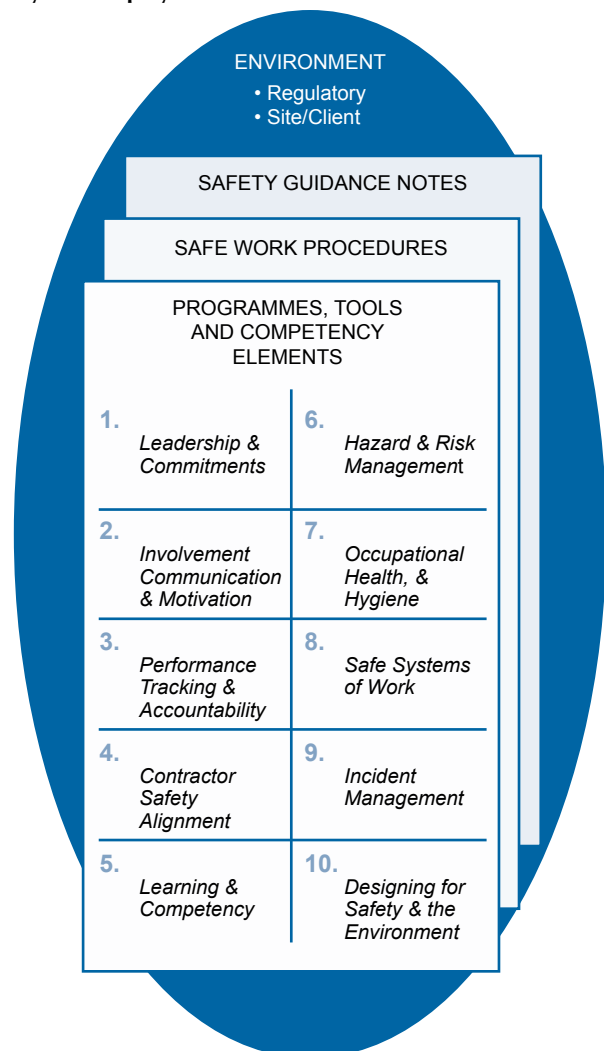 ENVIRONMENT
• Regulatory
• Site/Client
SAFETY GUIDANCE NOTES
SAFE WORK PROCEDURES
PROGRAMMES, TOOLS
AND COMPETENCY
ELEMENTS
1.
Leadership &
Commitments
2.
Involvement
Communication
& Motivation
3.
Performance
Tracking &
Accountability
4.
Contractor
Safety
Alignment
5.
Learning &
Competency
6.
Hazard & Risk
Management
7.
Occupational
Health, &
Hygiene
8.
Safe Systems
of Work
9.
Incident
Management
10.
Designing for
Safety & the
Environment